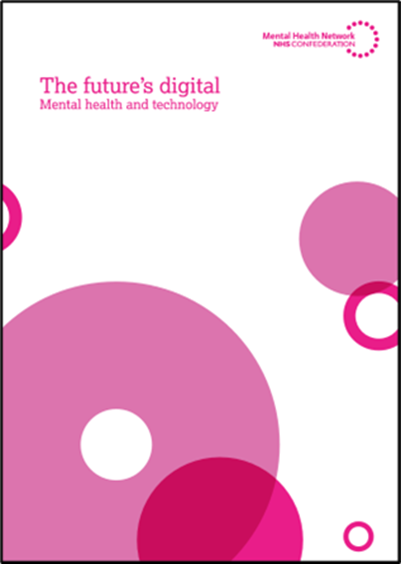 Mental Health Network
NHS CONFEDERATION
The future's digital
Mental health and technology